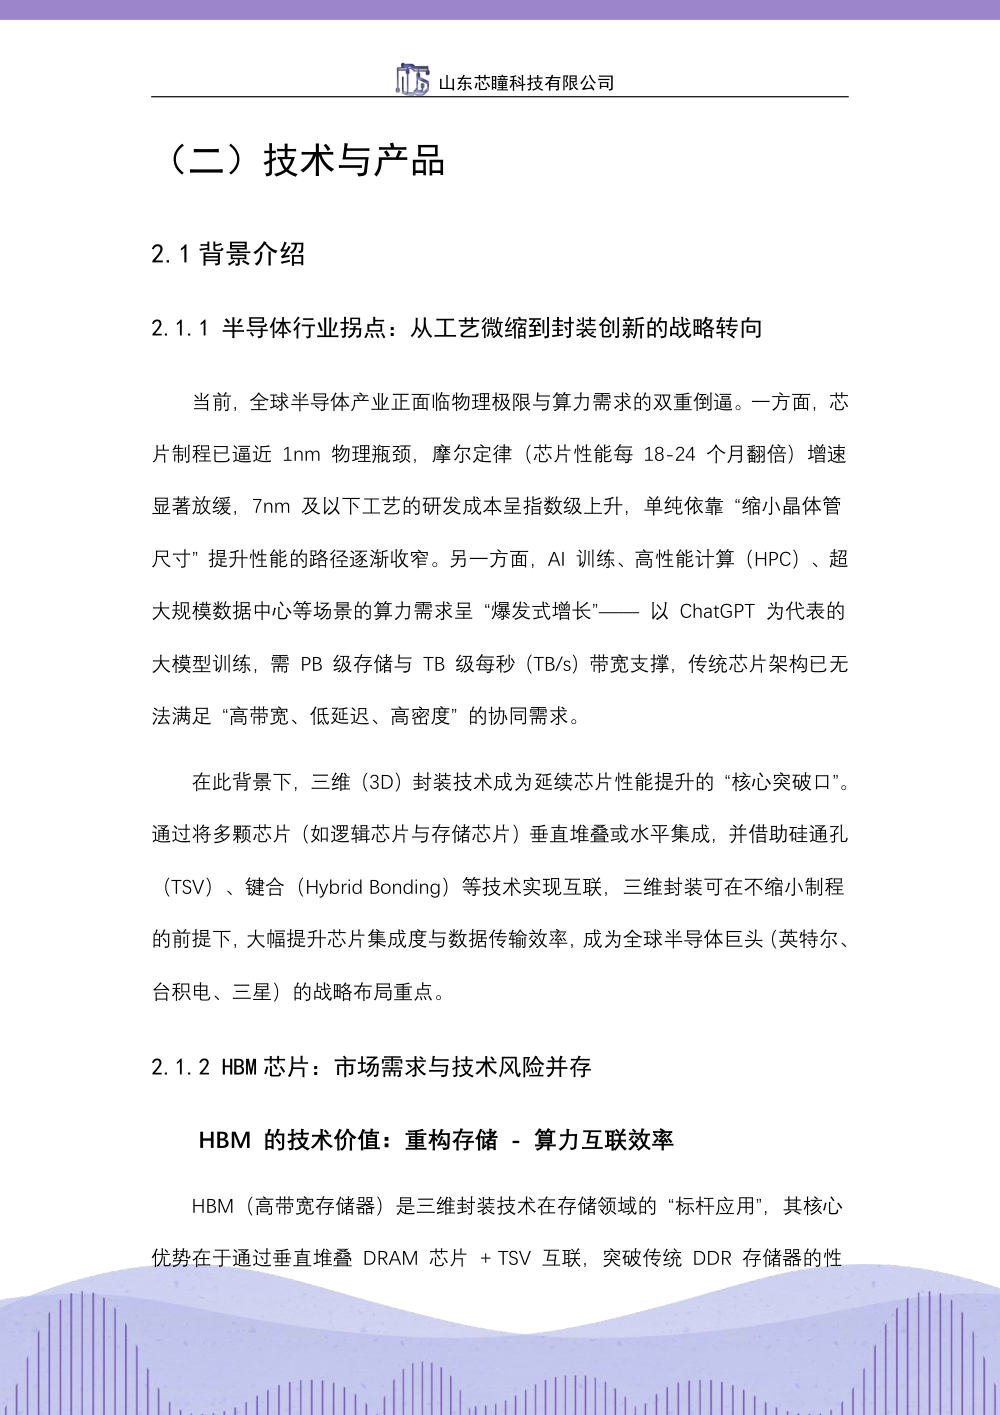 山东芯瞳科技有限公司
（二）技术与产品
2.1背景介绍
2.1.1 半导体行业拐点：从工艺微缩到封装创新的战略转向
当前，全球半导体产业正面临物理极限与算力需求的双重倒逼。一方面，芯
片制程已逼近 1nm 物理瓶颈，摩尔定律（芯片性能每 18-24 个月翻倍）增速
显著放缓，7nm 及以下工艺的研发成本呈指数级上升，单纯依靠 “缩小晶体管
尺寸” 提升性能的路径逐渐收窄。另一方面，AI 训练、高性能计算（HPC）、超
大规模数据中心等场景的算力需求呈 “爆发式增长”—— 以 ChatGPT 为代表的
大模型训练，需 PB 级存储与 TB 级每秒（TB/s）带宽支撑，传统芯片架构已无
法满足 “高带宽、低延迟、高密度” 的协同需求。
在此背景下，三维（3D）封装技术成为延续芯片性能提升的 “核心突破口”。
通过将多颗芯片（如逻辑芯片与存储芯片）垂直堆叠或水平集成，并借助硅通孔
（TSV）、键合（Hybrid Bonding）等技术实现互联，三维封装可在不缩小制程
的前提下，大幅提升芯片集成度与数据传输效率，成为全球半导体巨头（英特尔、
台积电、三星）的战略布局重点。
2.1.2 HBM芯片：市场需求与技术风险并存
HBM 的技术价值：重构存储 - 算力互联效率
HBM（高带宽存储器）是三维封装技术在存储领域的 “标杆应用”，其核心
优势在于通过垂直堆叠 DRAM 芯片 + TSV 互联，突破传统 DDR 存储器的性